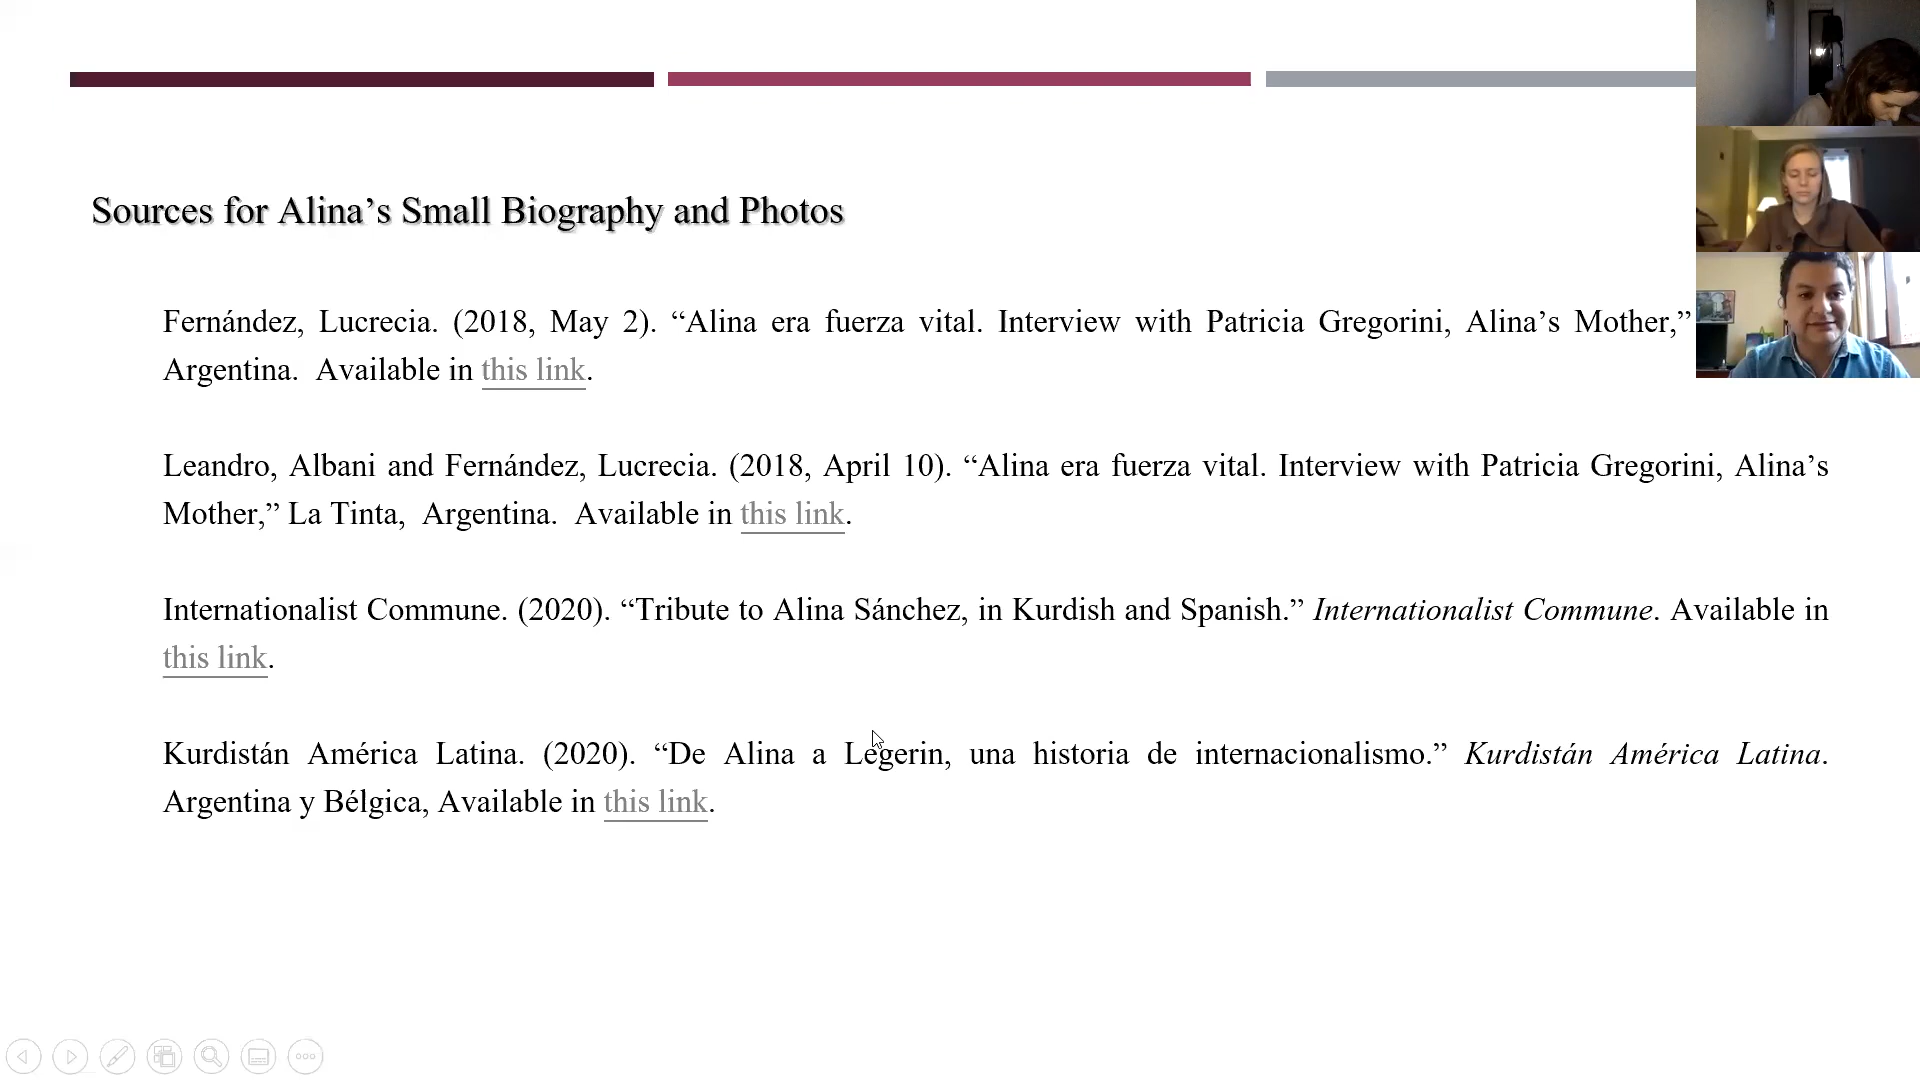 Sources for Alina’s Small Biography and Photos
Fernández, Lucrecia. (2018, May 2). “Alina era fuerza vital. Interview with Patricia Gregorini, Alina’s Mother,”
Argentina. Available in this link.
Leandro, Albani and Fernández, Lucrecia. (2018, April 10). “Alina era fuerza vital. Interview with Patricia Gregorini, Alina’s
Mother,” La Tinta, Argentina. Available in this link.
Internationalist Commune. (2020). “Tribute to Alina Sánchez, in Kurdish and Spanish.” Internationalist Commune. Available in
this link.
Kurdistán América Latina. (2020). “De Alina a Legerin, una historia de internacionalismo.” Kurdistán América Latina.
Argentina y Bélgica, Available in this link.